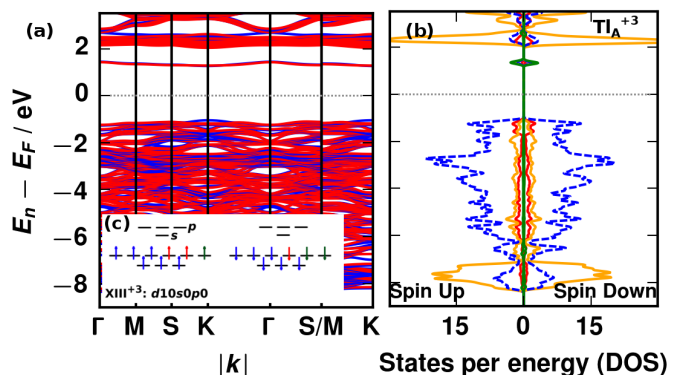 (a)
(b)
Tl_A^{+3}
E_n − E_F / eV
2
0
−2
−4
−6
−8
(c)
p
s
XIII^{+3}: d10s0p0
Spin Up
Spin Down
Γ M S K Γ S/M K
15 0 15
|k|
States per energy (DOS)